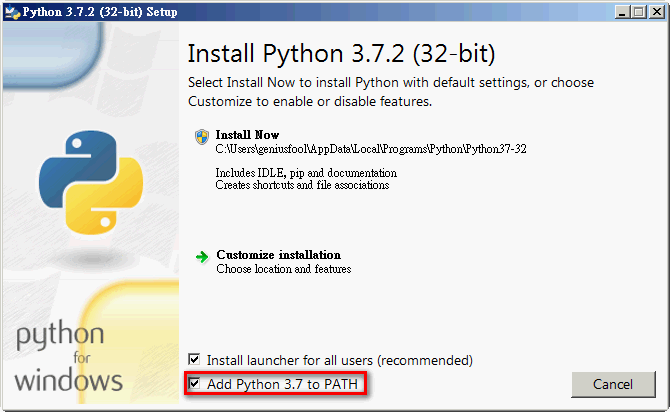 Python 3.7.2 (32-bit) Setup
Install Python 3.7.2 (32-bit)
Select Install Now to install Python with default settings, or choose
Customize to enable or disable features.
Install Now
C:\Users\geniusfool\AppData\Local\Programs\Python\Python37-32
Includes IDLE, pip and documentation
Creates shortcuts and file associations
Customize installation
Choose location and features
python
for
windows
Install launcher for all users (recommended)
Add Python 3.7 to PATH
Cancel